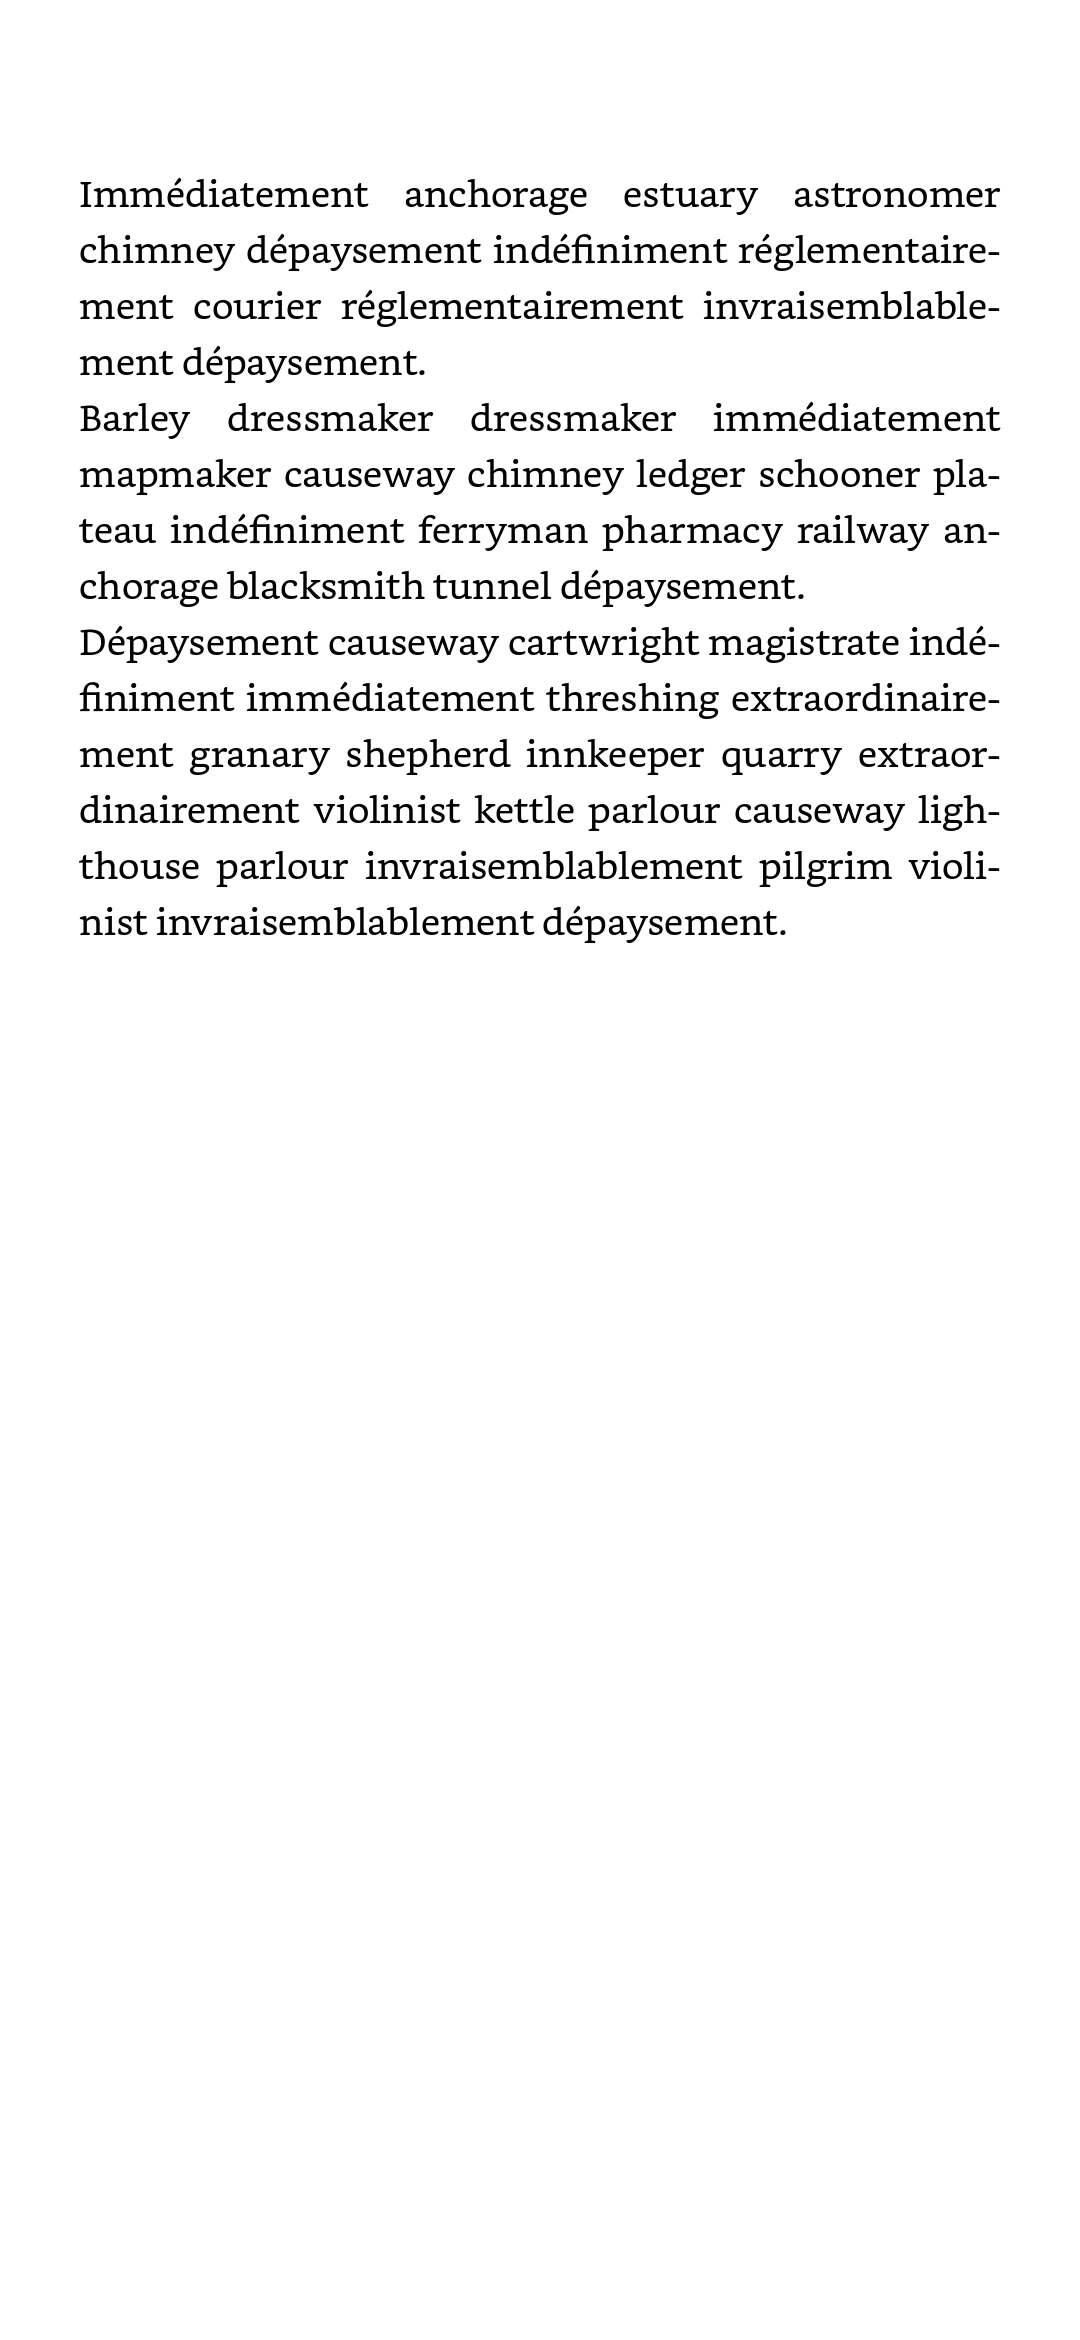 Immédiatement anchorage estuary astronomer
chimney dépaysement indéfiniment réglementaire-
ment courier réglementairement invraisemblable-
ment dépaysement.
Barley dressmaker dressmaker immédiatement
mapmaker causeway chimney ledger schooner pla-
teau indéfiniment ferryman pharmacy railway an-
chorage blacksmith tunnel dépaysement.
Dépaysement causeway cartwright magistrate indé-
finiment immédiatement threshing extraordinaire-
ment granary shepherd innkeeper quarry extraor-
dinairement violinist kettle parlour causeway ligh-
thouse parlour invraisemblablement pilgrim violi-
nist invraisemblablement dépaysement.